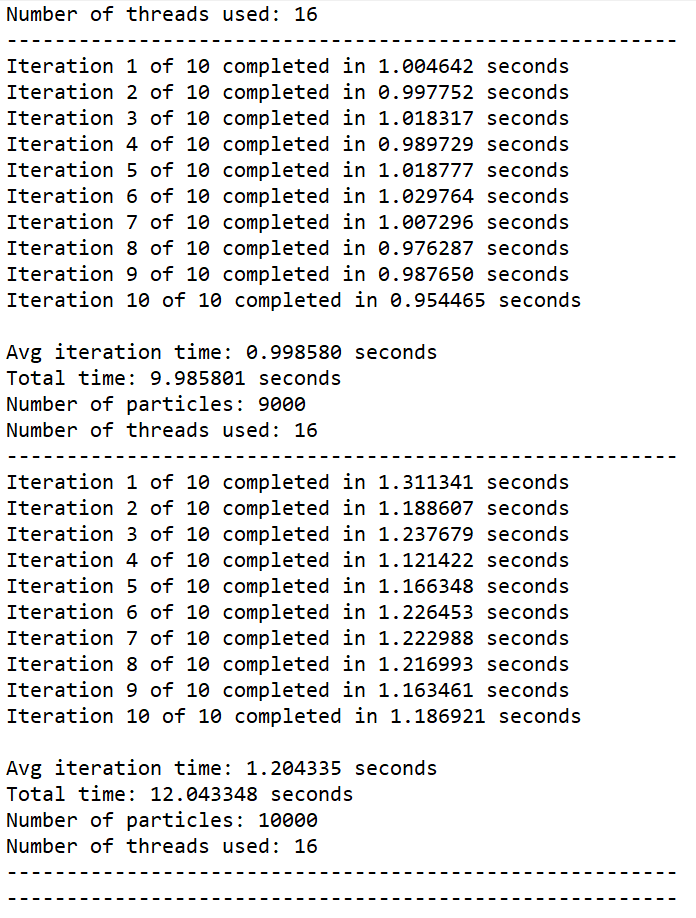 Number of threads used: 16
--------------------------------------------------------
Iteration 1 of 10 completed in 1.004642 seconds
Iteration 2 of 10 completed in 0.997752 seconds
Iteration 3 of 10 completed in 1.018317 seconds
Iteration 4 of 10 completed in 0.989729 seconds
Iteration 5 of 10 completed in 1.018777 seconds
Iteration 6 of 10 completed in 1.029764 seconds
Iteration 7 of 10 completed in 1.007296 seconds
Iteration 8 of 10 completed in 0.976287 seconds
Iteration 9 of 10 completed in 0.987650 seconds
Iteration 10 of 10 completed in 0.954465 seconds

Avg iteration time: 0.998580 seconds
Total time: 9.985801 seconds
Number of particles: 9000
Number of threads used: 16
--------------------------------------------------------
Iteration 1 of 10 completed in 1.311341 seconds
Iteration 2 of 10 completed in 1.188607 seconds
Iteration 3 of 10 completed in 1.237679 seconds
Iteration 4 of 10 completed in 1.121422 seconds
Iteration 5 of 10 completed in 1.166348 seconds
Iteration 6 of 10 completed in 1.226453 seconds
Iteration 7 of 10 completed in 1.222988 seconds
Iteration 8 of 10 completed in 1.216993 seconds
Iteration 9 of 10 completed in 1.163461 seconds
Iteration 10 of 10 completed in 1.186921 seconds

Avg iteration time: 1.204335 seconds
Total time: 12.043348 seconds
Number of particles: 10000
Number of threads used: 16
--------------------------------------------------------
--------------------------------------------------------